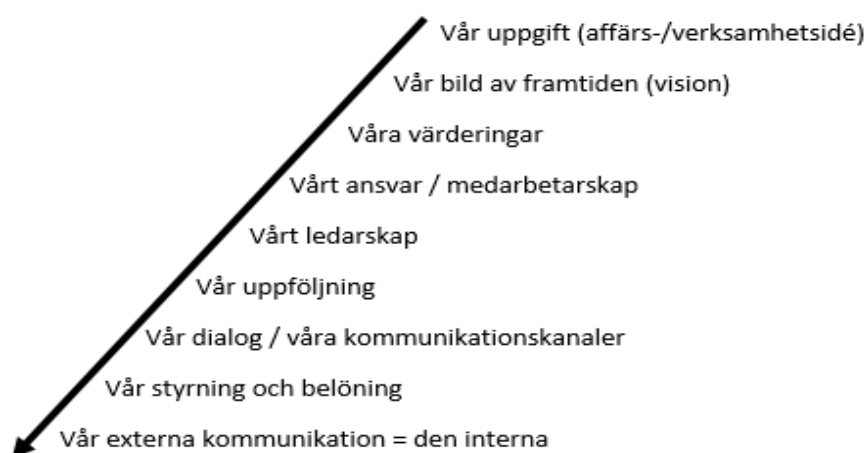 Vår uppgift (affärs-/verksamhetsidé)
Vår bild av framtiden (vision)
Våra värderingar
Vårt ansvar / medarbetarskap
Vårt ledarskap
Vår uppföljning
Vår dialog / våra kommunikationskanaler
Vår styrning och belöning
Vår externa kommunikation = den interna